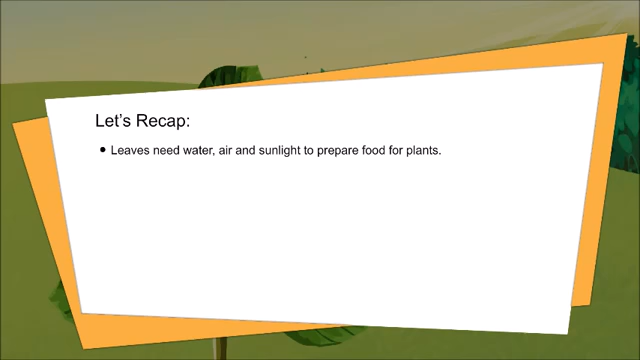 Let’s Recap:
● Leaves need water, air and sunlight to prepare food for plants.